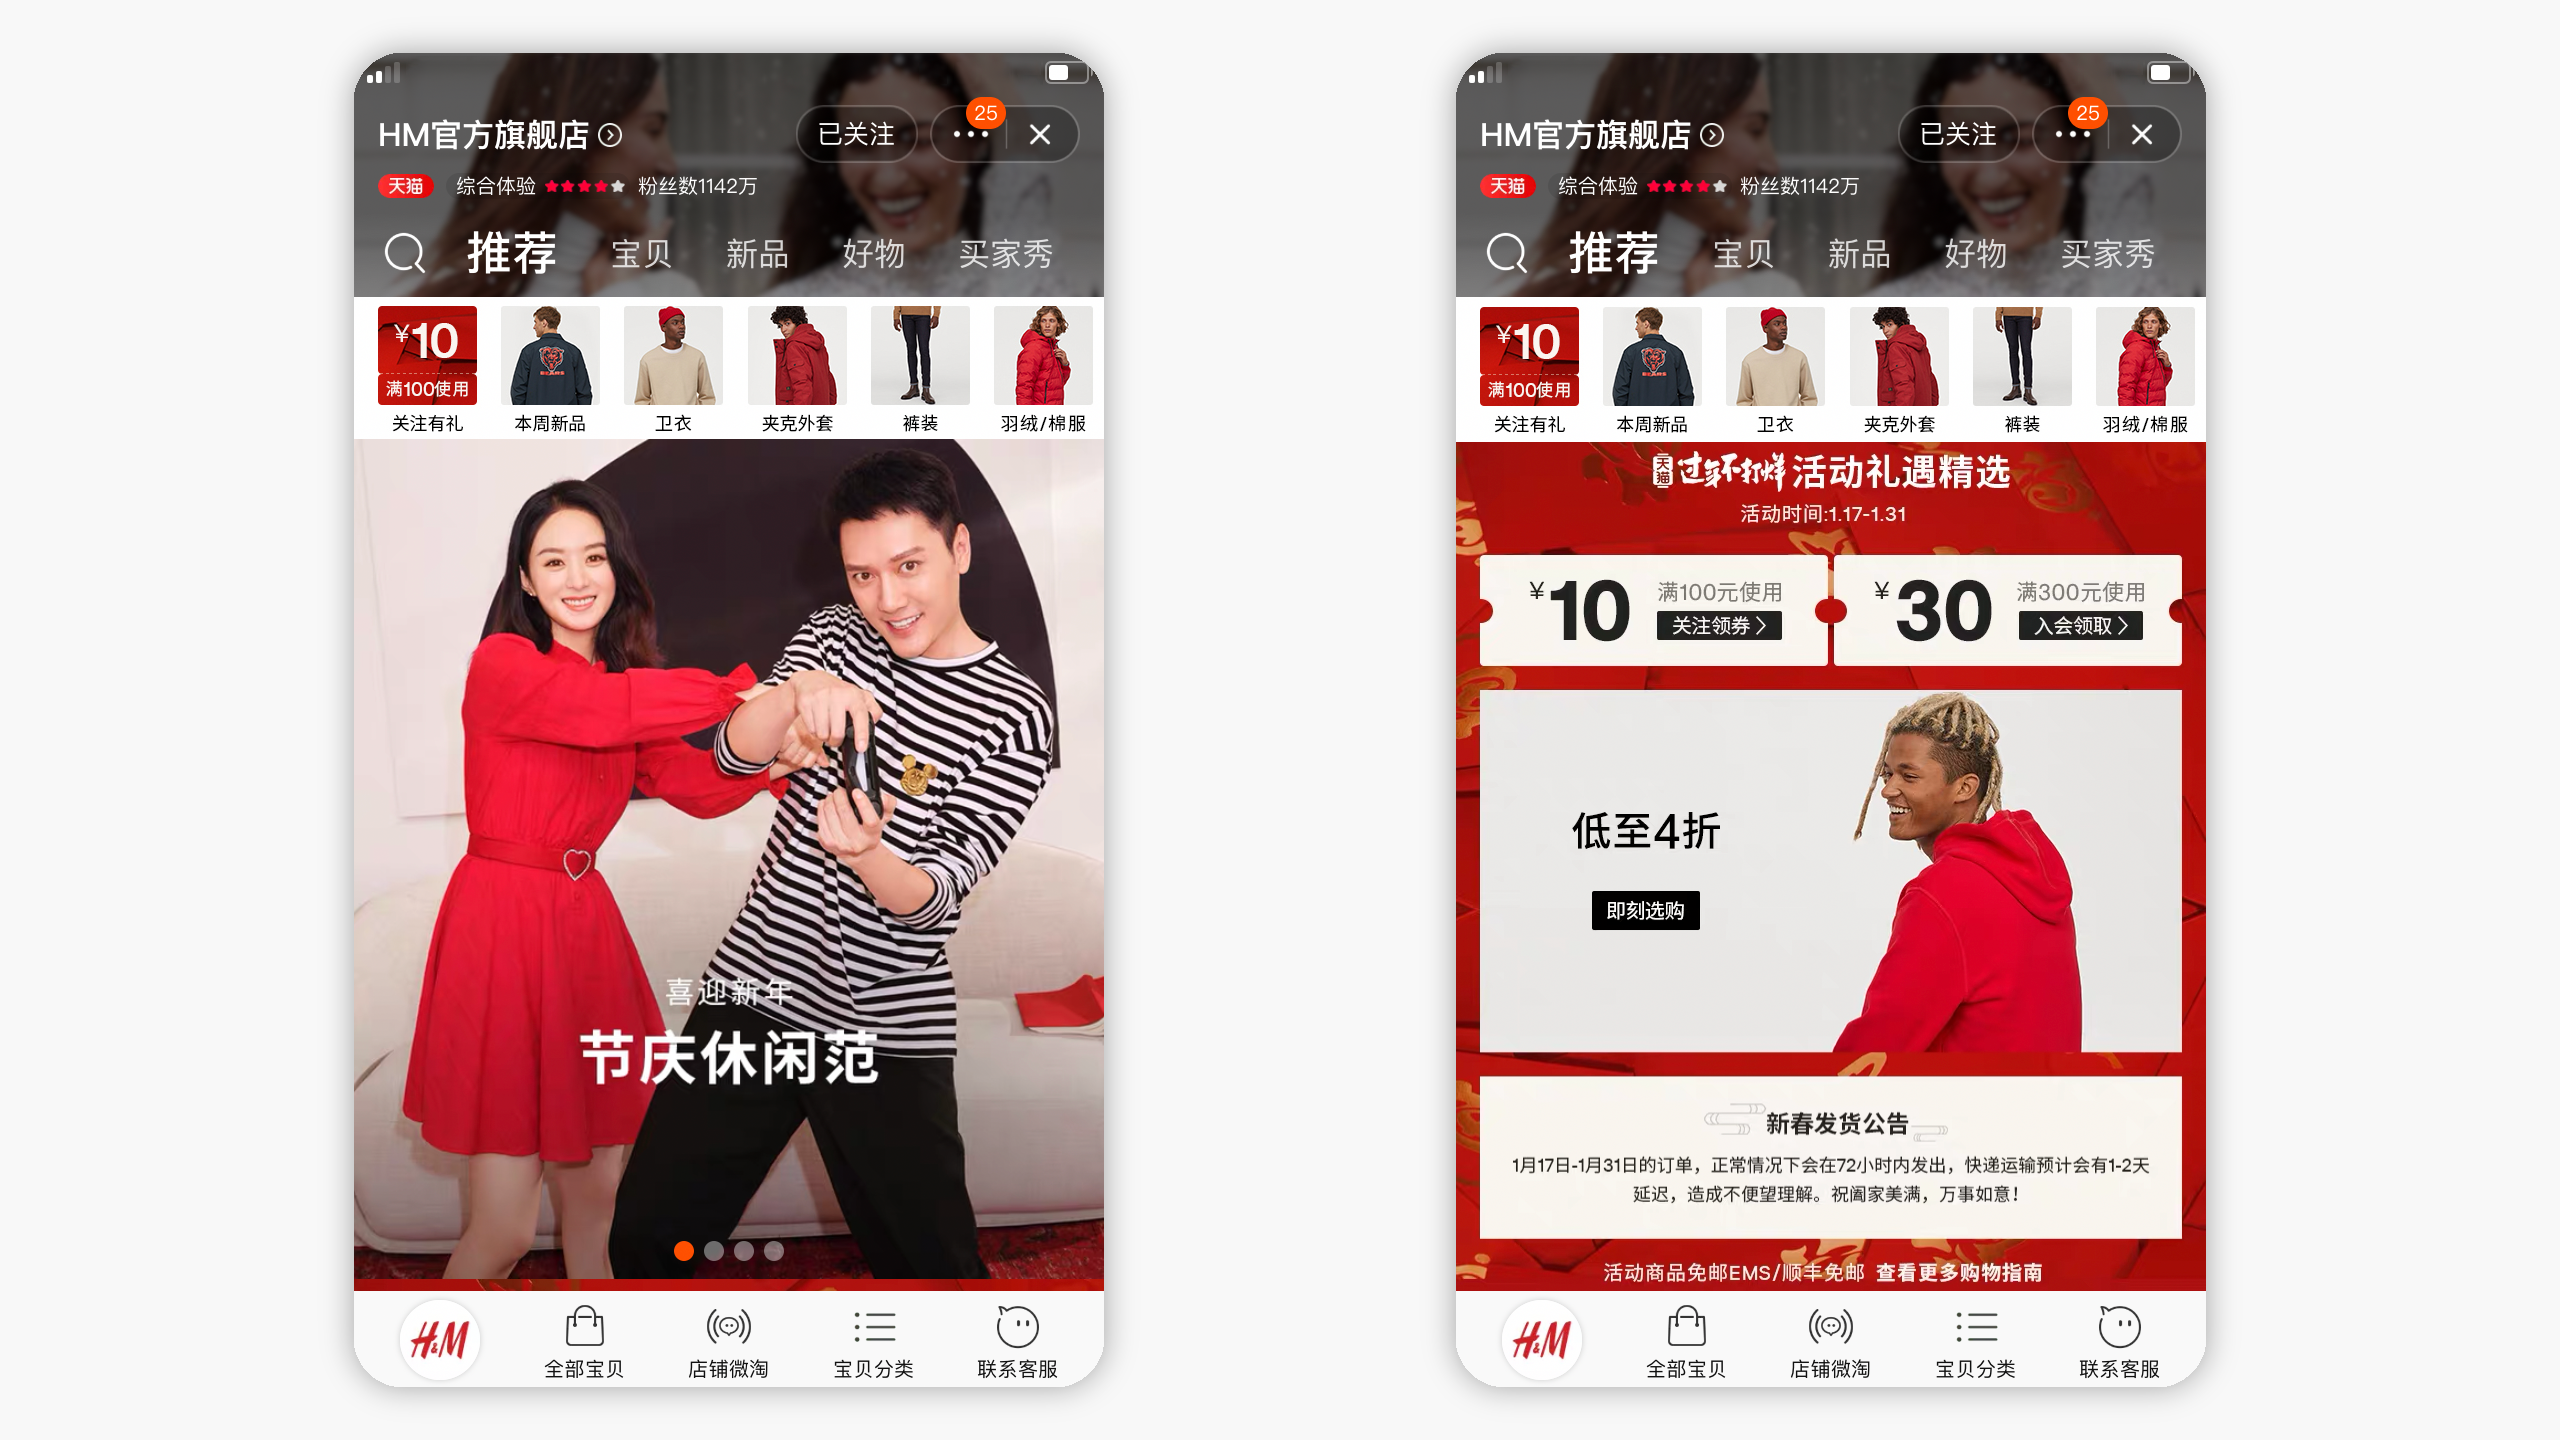 HM官方旗舰店
已关注
25
天猫 综合体验 粉丝数1142万
推荐 宝贝 新品 好物 买家秀
¥10
满100使用
关注有礼 本周新品 卫衣 夹克外套 裤装 羽绒/棉服
喜迎新年
节庆休闲范
H&M
全部宝贝 店铺微淘 宝贝分类 联系客服
HM官方旗舰店
已关注
25
天猫 综合体验 粉丝数1142万
推荐 宝贝 新品 好物 买家秀
¥10
满100使用
关注有礼 本周新品 卫衣 夹克外套 裤装 羽绒/棉服
天猫 过年不打烊 活动礼遇精选
活动时间:1.17-1.31
¥10 满100元使用
关注领券
¥30 满300元使用
入会领取
低至4折
即刻选购
新春发货公告
1月17日-1月31日的订单，正常情况下会在72小时内发出，快递运输预计会有1-2天
延迟，造成不便望理解。祝阖家美满，万事如意！
活动商品免邮EMS/顺丰免邮 查看更多购物指南
H&M
全部宝贝 店铺微淘 宝贝分类 联系客服